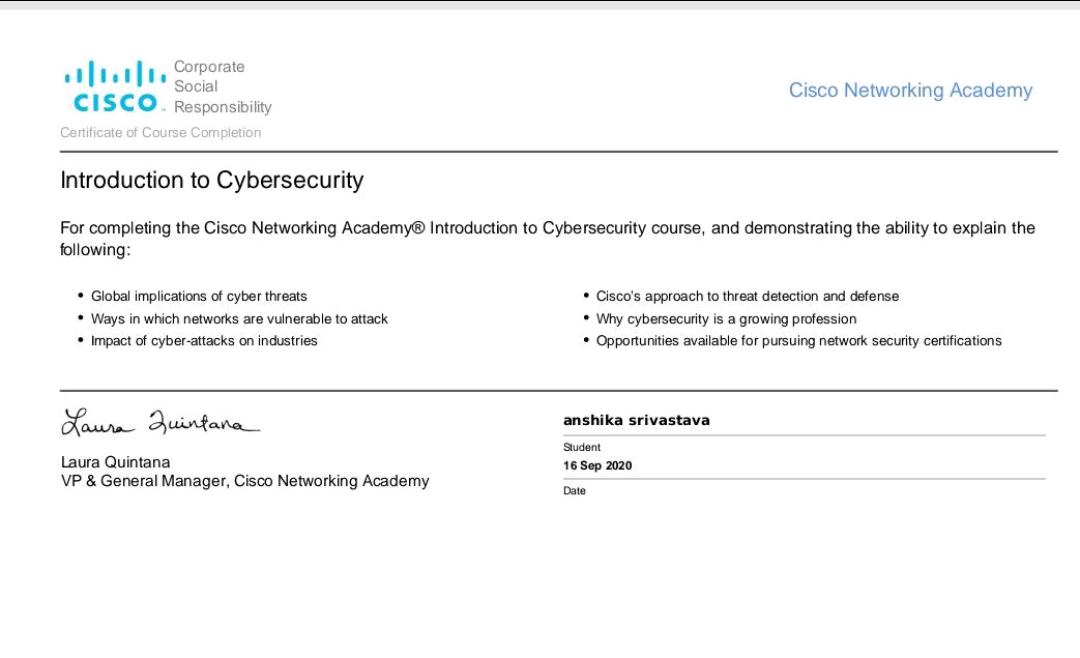 Corporate
Social
CISCO™ Responsibility
Cisco Networking Academy
Certificate of Course Completion
Introduction to Cybersecurity
For completing the Cisco Networking Academy® Introduction to Cybersecurity course, and demonstrating the ability to explain the
following:
• Global implications of cyber threats
• Ways in which networks are vulnerable to attack
• Impact of cyber-attacks on industries
• Cisco's approach to threat detection and defense
• Why cybersecurity is a growing profession
• Opportunities available for pursuing network security certifications
Laura Quintana
Laura Quintana
VP & General Manager, Cisco Networking Academy
anshika srivastava
Student
16 Sep 2020
Date